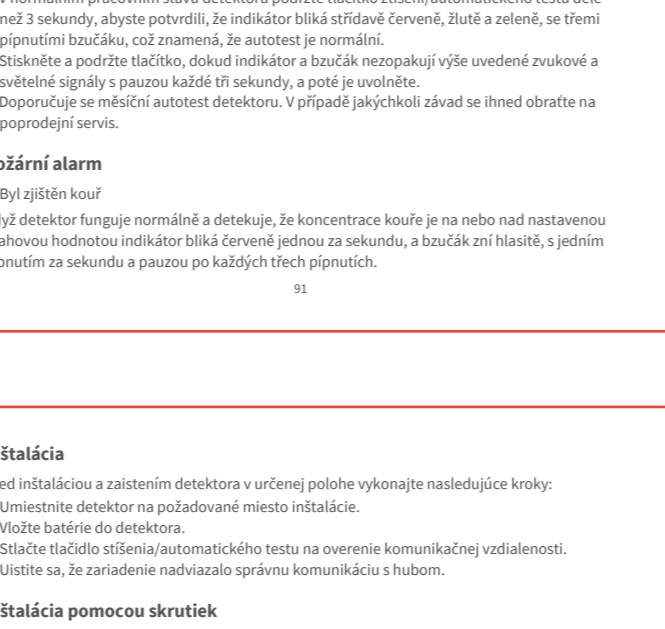 normálním pracovním stavu detektoru podržte tlačítko ztišení/automatického testu déle
než 3 sekundy, abyste potvrdili, že indikátor bliká střídavě červeně, žlutě a zeleně, se třemi
pípnutími bzučáku, což znamená, že autotest je normální.
Stiskněte a podržte tlačítko, dokud indikátor a bzučák nezopakují výše uvedené zvukové a
světelné signály s pauzou každé tři sekundy, a poté je uvolněte.
Doporučuje se měsíční autotest detektoru. V případě jakýchkoli závad se ihned obraťte na
poprodejní servis.
ožární alarm
Byl zjištěn kouř
yž detektor funguje normálně a detekuje, že koncentrace kouře je na nebo nad nastavenou
ahovou hodnotou indikátor bliká červeně jednou za sekundu, a bzučák zní hlasitě, s jedním
pnutím za sekundu a pauzou po každých třech pípnutích.
91
štalácia
ed inštaláciou a zaistením detektora v určenej polohe vykonajte nasledujúce kroky:
Umiestnite detektor na požadované miesto inštalácie.
Vložte batérie do detektora.
Stlačte tlačidlo stíšenia/automatického testu na overenie komunikačnej vzdialenosti.
Uistite sa, že zariadenie nadviazalo správnu komunikáciu s hubom.
štalácia pomocou skrutiek